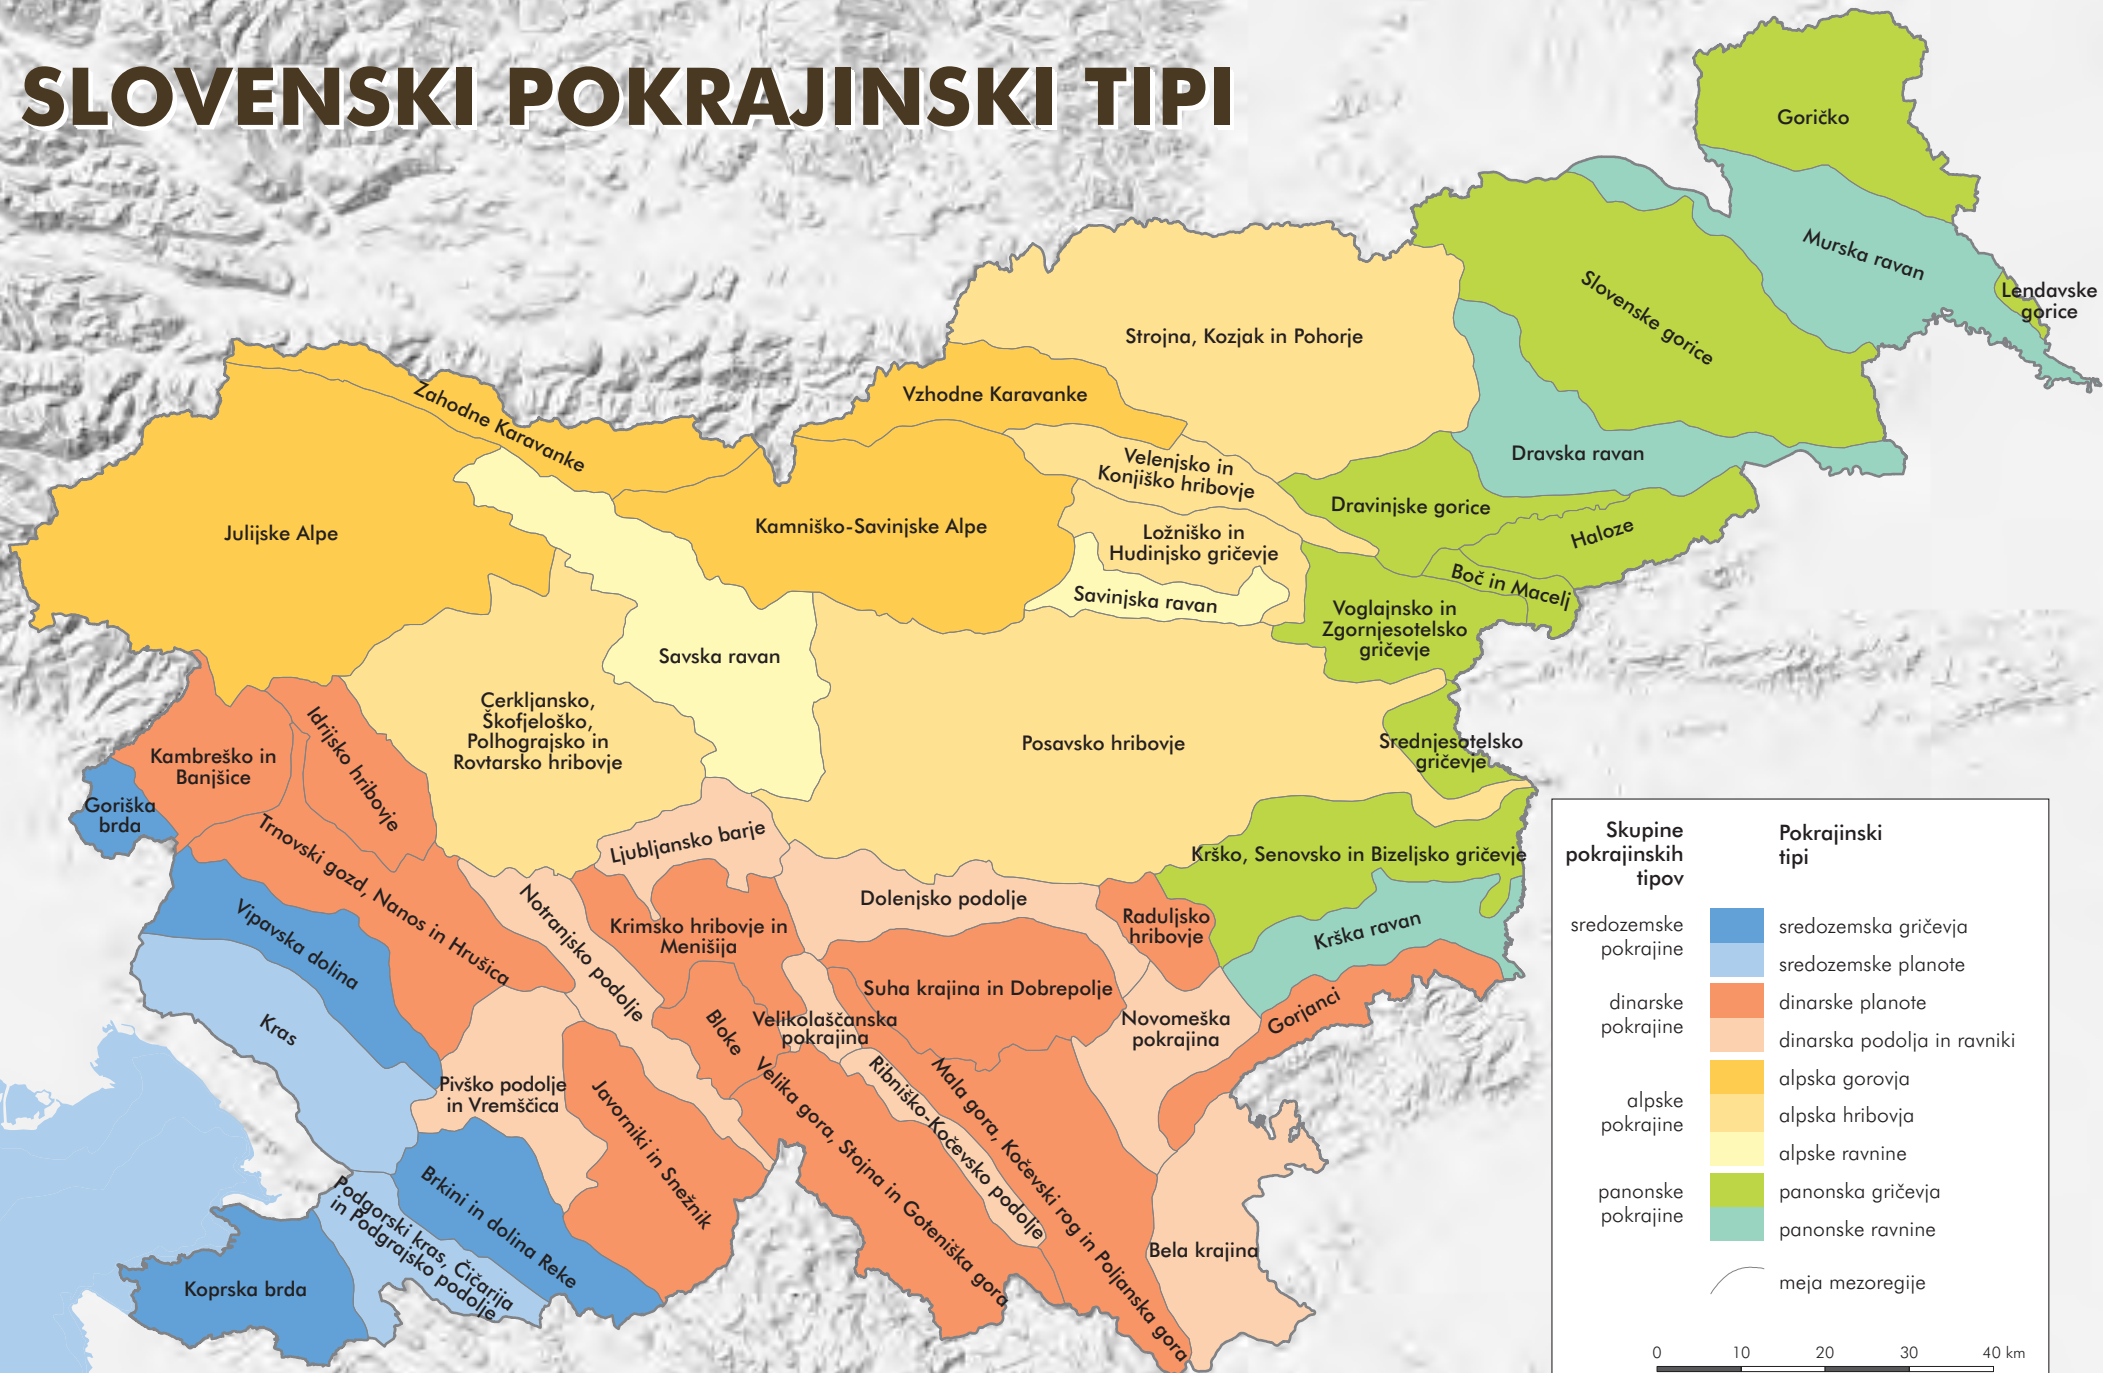 SLOVENSKI POKRAJINSKI TIPI
Goričko
Murska ravan
Lendavske
gorice
Slovenske gorice
Strojna, Kozjak in Pohorje
Zahodne Karavanke
Vzhodne Karavanke
Velenjsko in
Konjiško hribovje
Dravska ravan
Dravinjske gorice
Haloze
Julijske Alpe
Kamniško-Savinjske Alpe
Ložniško in
Hudinjsko gričevje
Boč in Macelj
Savinjska ravan
Voglajnsko in
Zgornjesotelsko
gričevje
Savska ravan
Cerkljansko,
Škofjeloško,
Polhograjsko in
Rovtarsko hribovje
Posavsko hribovje
Srednjesotelsko
gričevje
Idrijsko hribovje
Kambreško in
Banjšice
Goriška
brda
Trnovski gozd, Nanos in Hrušica
Ljubljansko barje
Krško, Senovsko in Bizeljsko gričevje
Notranjsko podolje
Krimsko hribovje in
Menišija
Dolenjsko podolje
Raduljsko
hribovje
Krška ravan
Vipavska dolina
Suha krajina in Dobrepolje
Kras
Bloke
Velikolaščanska
pokrajina
Novomeška
pokrajina
Gorjanci
Pivško podolje
in Vremščica
Javorniki in Snežnik
Velika gora, Stojna in Goteniška gora
Ribniško-Kočevsko podolje
Mala gora, Kočevski rog in Poljanska gora
Brkini in dolina Reke
Podgorski kras, Čičarija
in Podgrajsko podolje
Bela krajina
Koprska brda
Skupine
pokrajinskih
tipov
Pokrajinski
tipi
sredozemske
pokrajine
sredozemska gričevja
sredozemske planote
dinarske
pokrajine
dinarske planote
dinarska podolja in ravniki
alpske
pokrajine
alpska gorovja
alpska hribovja
alpske ravnine
panonske
pokrajine
panonska gričevja
panonske ravnine
meja mezoregije
0 10 20 30 40 km